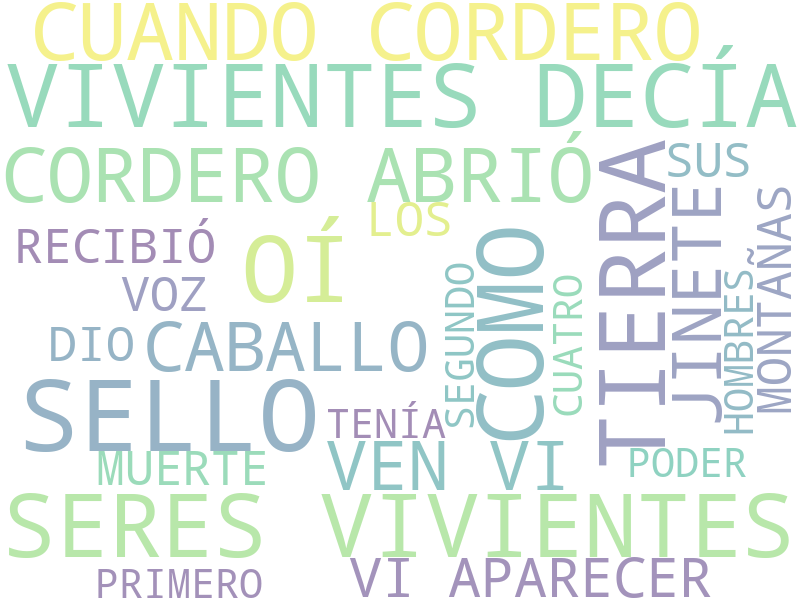 CUANDO CORDERO
VIVIENTES DECÍA
CORDERO ABRIÓ
SUS
LOS
RECIBIÓ
OÍ
VOZ
TIERRA
JINETE
MONTAÑAS
COMO
SEGUNDO
CUATRO
HOMBRES
DIO
CABALLO
SELLO
TENÍA
VEN VI
MUERTE
PODER
SERES VIVIENTES
PRIMERO
VI APARECER